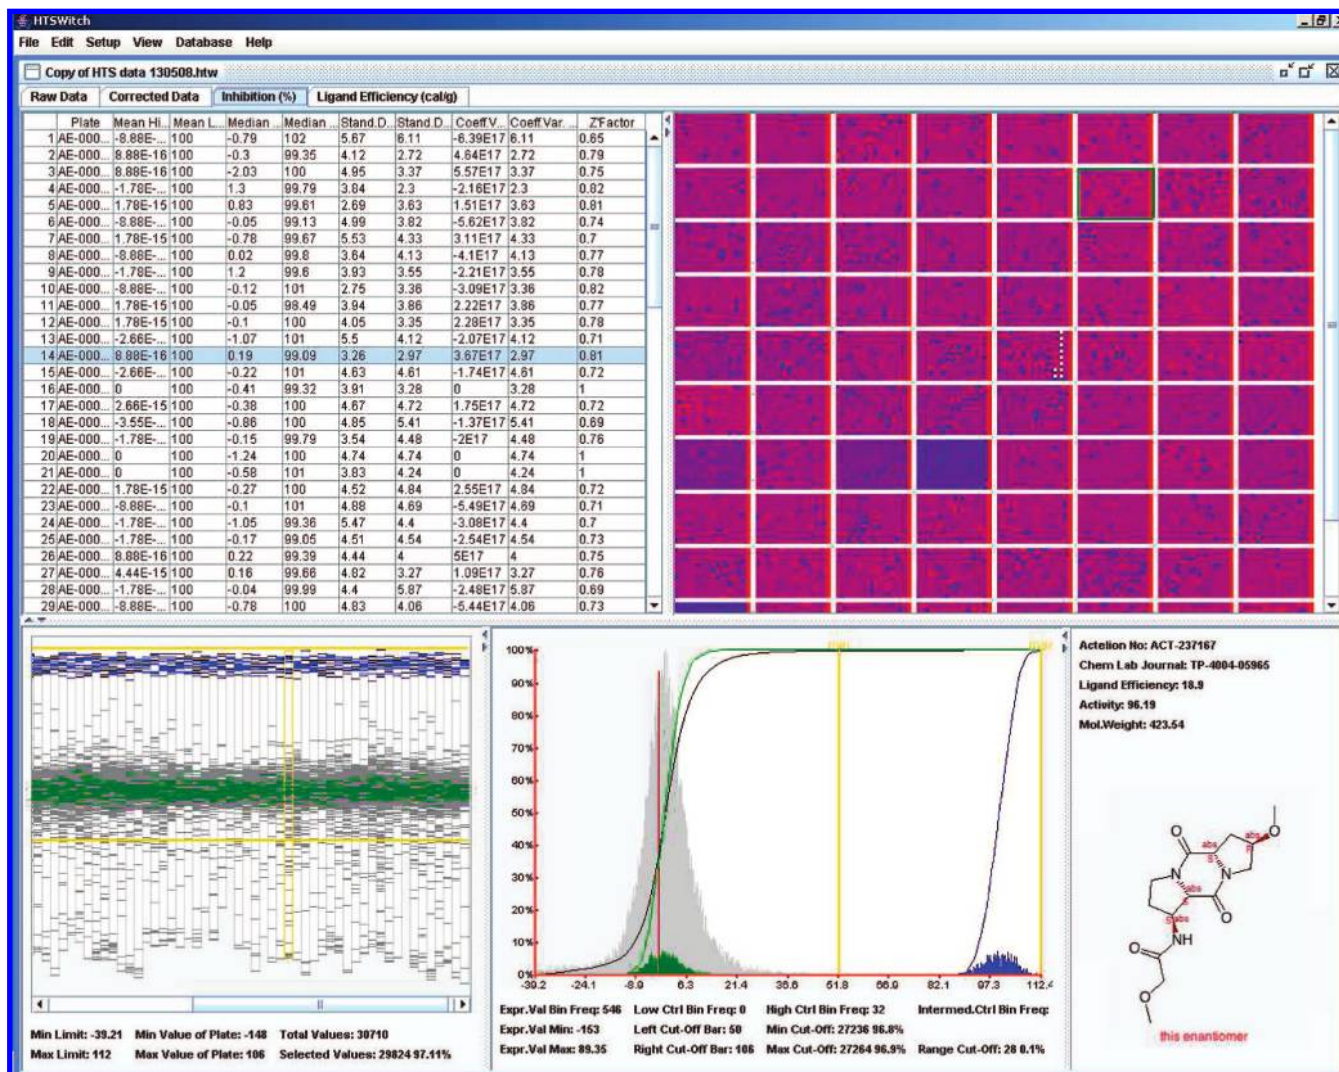 HTSWitch
File Edit Setup View Database Help
Copy of HTS data 130508.htw
Raw Data Corrected Data Inhibition (%) Ligand Efficiency (cal/g)
Plate Mean Hi... Mean L... Median ... Median ... Stand.D... Stand.D... Coeff.V... Coeff.Var. ... Z'Factor
1 AE-000... -8.88E-... 100 -0.79 102 5.67 6.11 -6.39E17 6.11 0.65
2 AE-000... 8.88E-16 100 -0.3 99.35 4.12 2.72 4.64E17 2.72 0.79
3 AE-000... 8.88E-16 100 -2.03 100 4.95 3.37 5.57E17 3.37 0.75
4 AE-000... -1.78E-... 100 1.3 99.79 3.84 2.3 -2.16E17 2.3 0.82
5 AE-000... 1.78E-15 100 0.83 99.61 2.69 3.63 1.51E17 3.63 0.81
6 AE-000... -8.88E-... 100 -0.05 99.13 4.99 3.82 -5.62E17 3.82 0.74
7 AE-000... 1.78E-15 100 -0.78 99.67 5.53 4.33 3.11E17 4.33 0.7
8 AE-000... -8.88E-... 100 0.02 99.8 3.64 4.13 -4.1E17 4.13 0.77
9 AE-000... -1.78E-... 100 1.2 99.6 3.93 3.55 -2.21E17 3.55 0.78
10 AE-000... -8.88E-... 100 -0.12 101 2.75 3.36 -3.09E17 3.36 0.82
11 AE-000... 1.78E-15 100 -0.05 98.49 3.94 3.86 2.22E17 3.86 0.77
12 AE-000... 1.78E-15 100 -0.1 100 4.05 3.35 2.28E17 3.35 0.78
13 AE-000... -2.66E-... 100 -1.07 101 5.5 4.12 -2.07E17 4.12 0.71
14 AE-000... 8.88E-16 100 0.19 99.09 3.26 2.97 3.67E17 2.97 0.81
15 AE-000... -2.66E-... 100 -0.22 101 4.63 4.61 -1.74E17 4.61 0.72
16 AE-000... 0 100 -0.41 99.32 3.91 3.28 0 3.28 1
17 AE-000... 2.66E-15 100 -0.38 100 4.67 4.72 1.75E17 4.72 0.72
18 AE-000... -3.55E-... 100 -0.86 100 4.85 5.41 -1.37E17 5.41 0.69
19 AE-000... -1.78E-... 100 -0.15 99.79 3.54 4.48 -2E17 4.48 0.76
20 AE-000... 0 100 -1.24 100 4.74 4.74 0 4.74 1
21 AE-000... 0 100 -0.58 101 3.83 4.24 0 4.24 1
22 AE-000... 1.78E-15 100 -0.27 100 4.52 4.84 2.55E17 4.84 0.72
23 AE-000... -8.88E-... 100 -0.1 101 4.88 4.69 -5.49E17 4.69 0.71
24 AE-000... -1.78E-... 100 -1.05 99.36 5.47 4.4 -3.08E17 4.4 0.7
25 AE-000... -1.78E-... 100 -0.17 99.05 4.51 4.54 -2.54E17 4.54 0.73
26 AE-000... 8.88E-16 100 0.22 99.39 4.44 4 5E17 4 0.75
27 AE-000... 4.44E-15 100 0.16 99.66 4.82 3.27 1.09E17 3.27 0.76
28 AE-000... -1.78E-... 100 -0.04 99.99 4.4 5.87 -2.48E17 5.87 0.69
29 AE-000... -8.88E-... 100 -0.78 100 4.83 4.06 -5.44E17 4.06 0.73
Min Limit: -39.21 Min Value of Plate: -148 Total Values: 30710
Max Limit: 112 Max Value of Plate: 106 Selected Values: 29824 97.11%
100%
90%
80%
70%
60%
50%
40%
30%
20%
10%
0%
-39.2 -24.1 -8.9 6.3 21.4 36.6 51.8 66.9 82.1 97.3 112.4
Expr.Val Bin Freq: 546 Low Ctrl Bin Freq: 0 High Ctrl Bin Freq: 32 Intermed.Ctrl Bin Freq:
Expr.Val Min: -153 Left Cut-Off Bar: 50 Min Cut-Off: 27236 96.8%
Expr.Val Max: 89.35 Right Cut-Off Bar: 106 Max Cut-Off: 27264 96.9% Range Cut-Off: 28 0.1%
Actelion No: ACT-237167
Chem Lab Journal: TP-4004-05965
Ligand Efficiency: 18.9
Activity: 96.19
Mol.Weight: 423.54
O
O abs
abs R
S
N N
abs
S
abs O
S
NH
O
O
this enantiomer